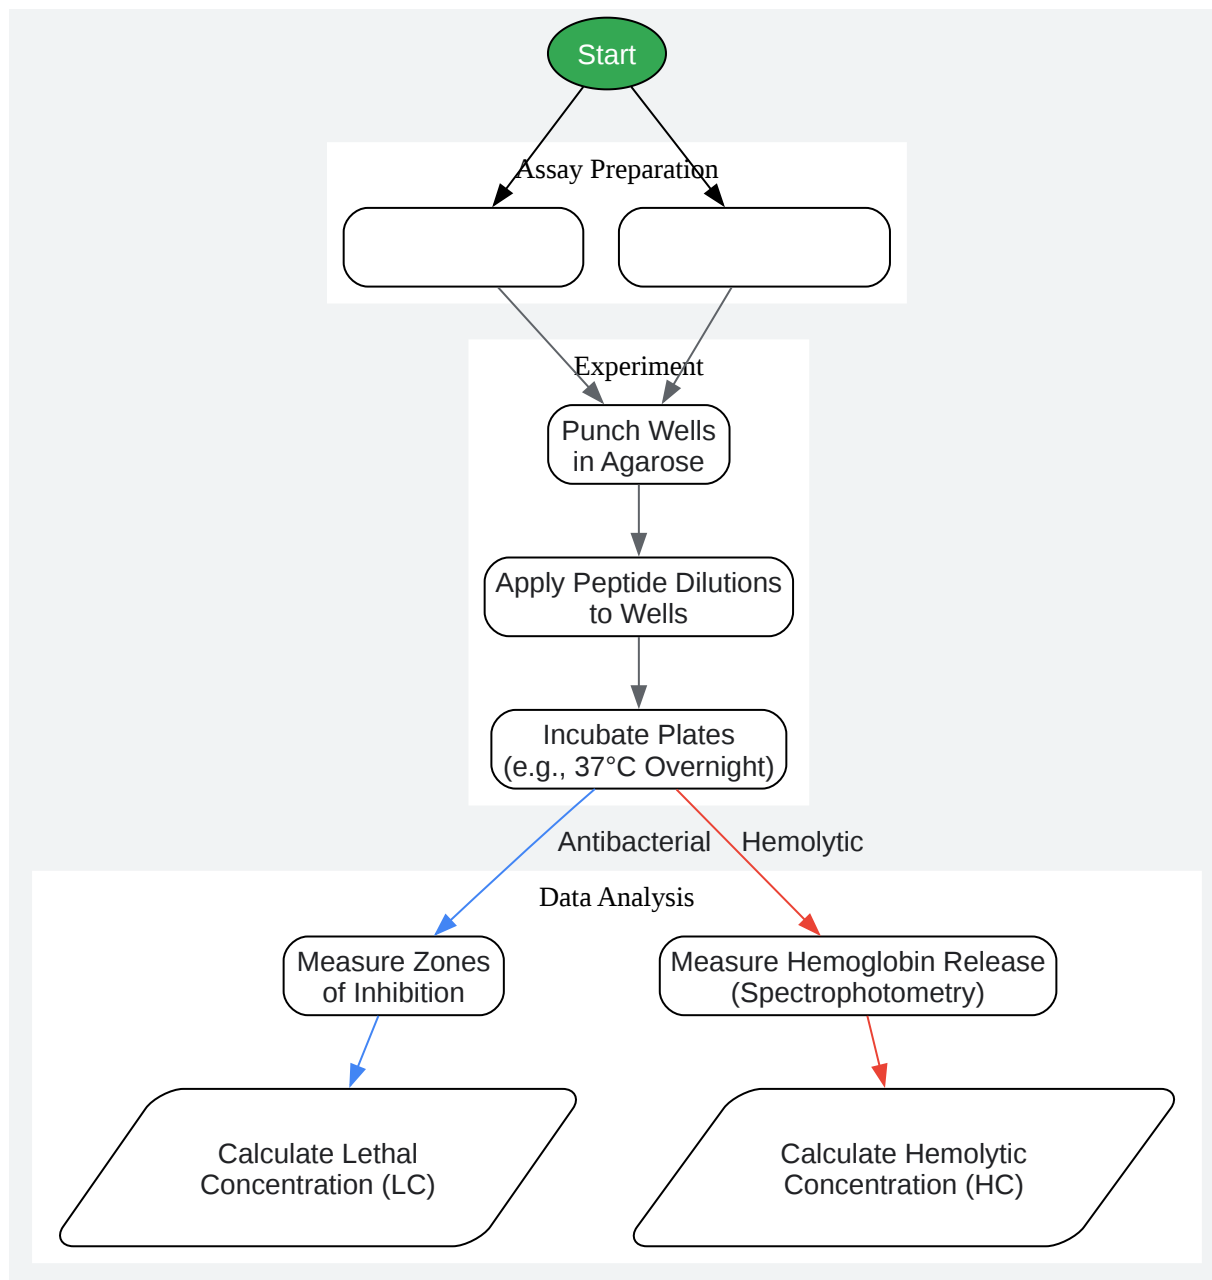 Start
Assay Preparation
Experiment
Punch Wells
in Agarose
Apply Peptide Dilutions
to Wells
Incubate Plates
(e.g., 37°C Overnight)
Antibacterial
Hemolytic
Data Analysis
Measure Zones
of Inhibition
Measure Hemoglobin Release
(Spectrophotometry)
Calculate Lethal
Concentration (LC)
Calculate Hemolytic
Concentration (HC)